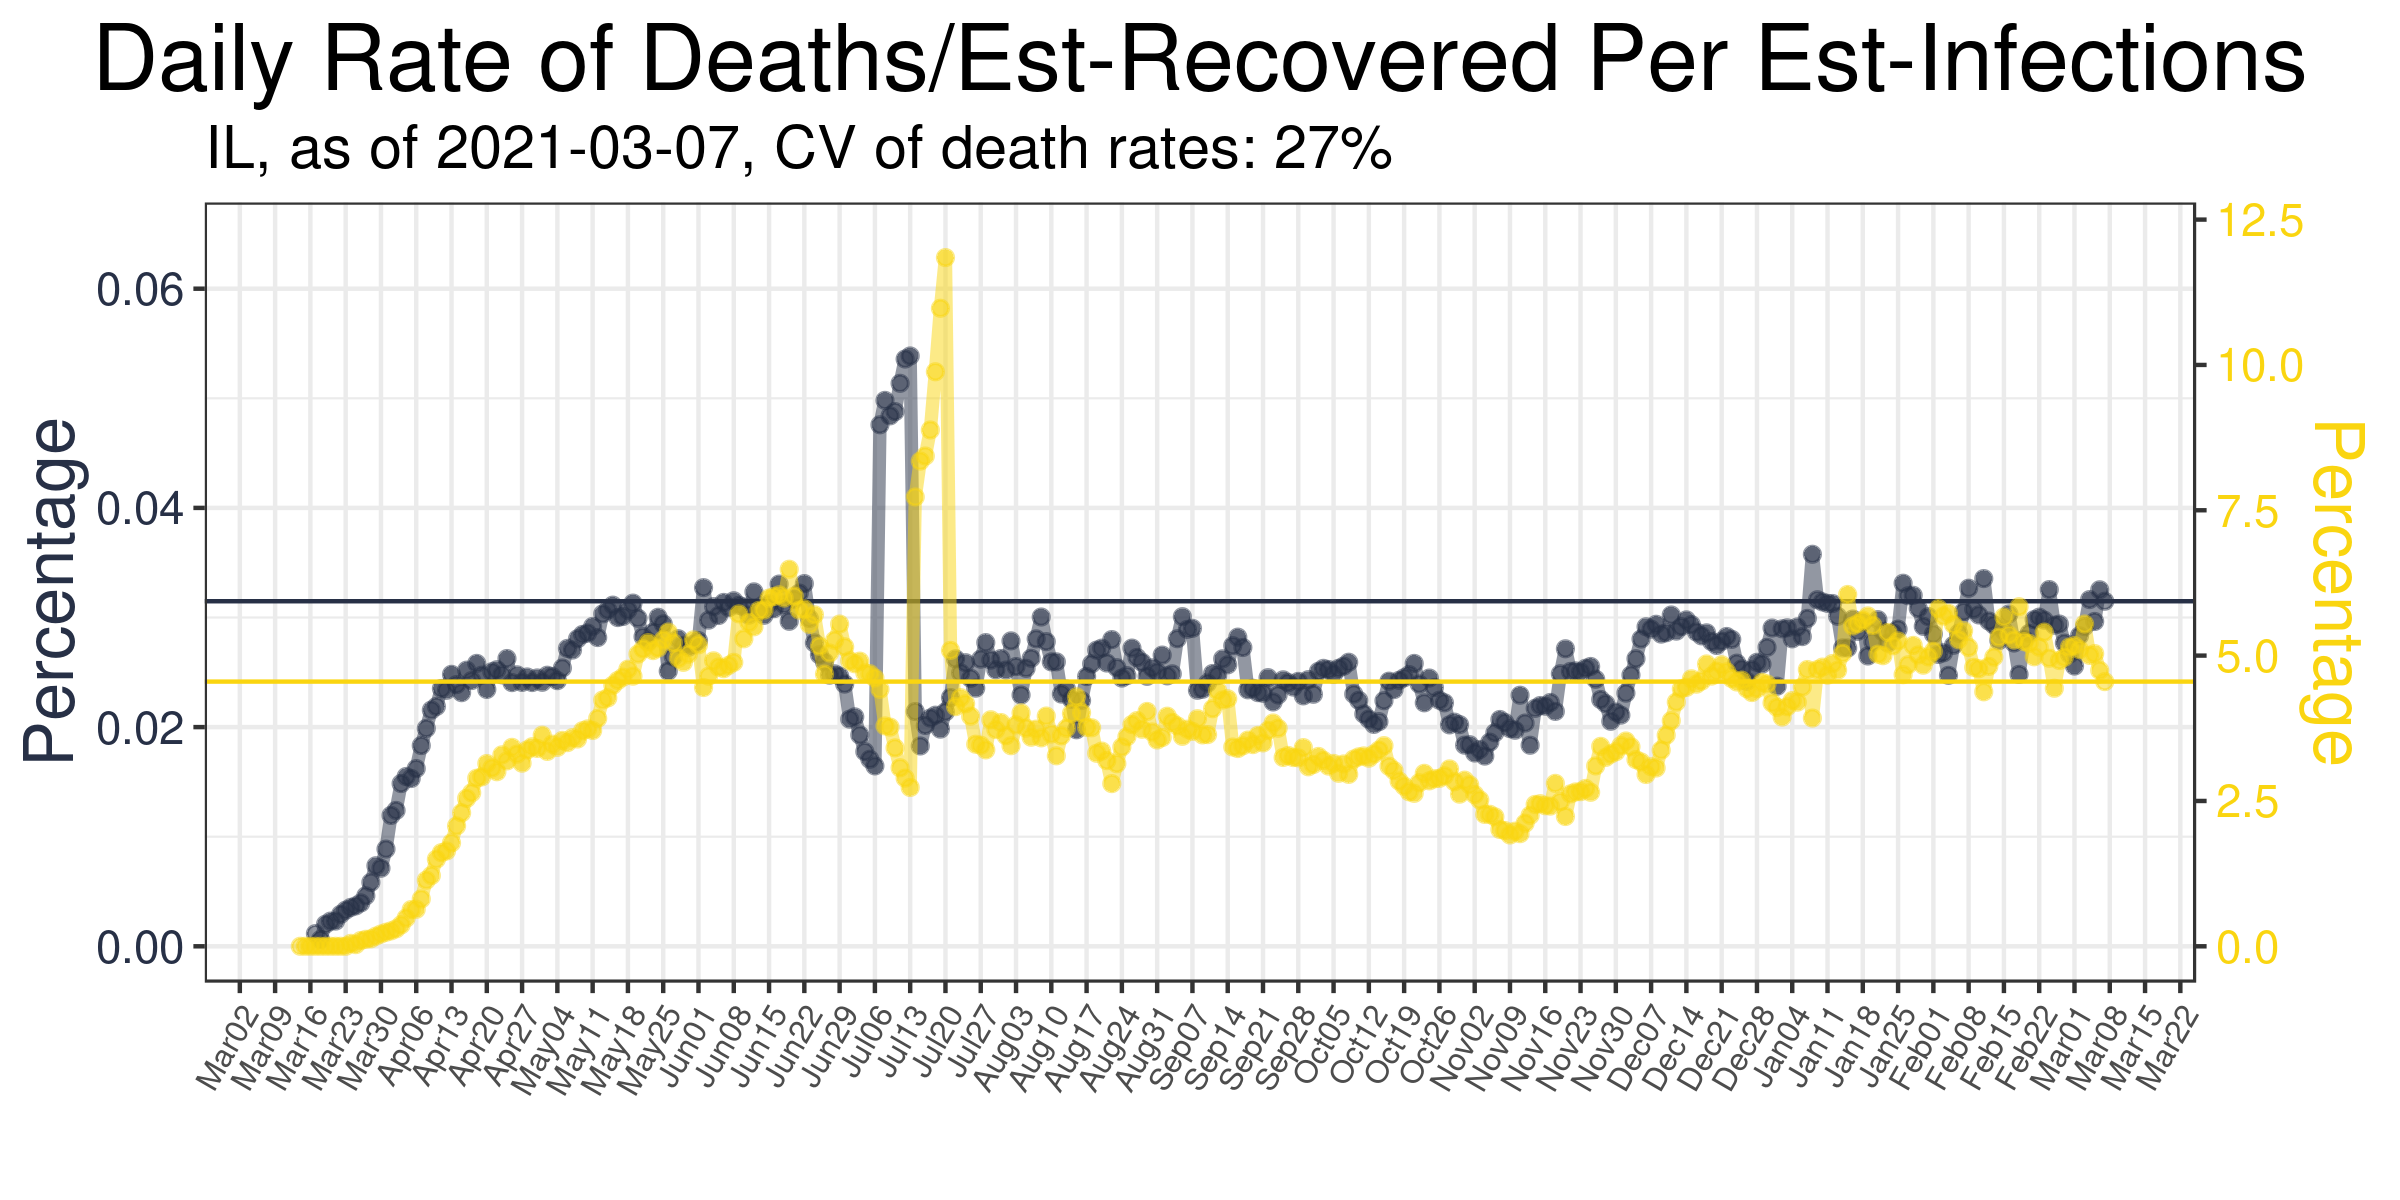 Daily Rate of Deaths/Est-Recovered Per Est-Infections
IL, as of 2021-03-07, CV of death rates: 27%
Percentage
0.06
0.04
0.02
0.00
12.5
10.0
7.5
5.0
2.5
0.0
Percentage
Mar02
Mar09
Mar16
Mar23
Mar30
Apr06
Apr13
Apr20
Apr27
May04
May11
May18
May25
Jun01
Jun08
Jun15
Jun22
Jun29
Jul06
Jul13
Jul20
Jul27
Aug03
Aug10
Aug17
Aug24
Aug31
Sep07
Sep14
Sep21
Sep28
Oct05
Oct12
Oct19
Oct26
Nov02
Nov09
Nov16
Nov23
Nov30
Dec07
Dec14
Dec21
Dec28
Dec04
Jan11
Jan18
Jan25
Feb01
Feb08
Feb15
Feb22
Mar01
Mar08
Mar15
Mar22